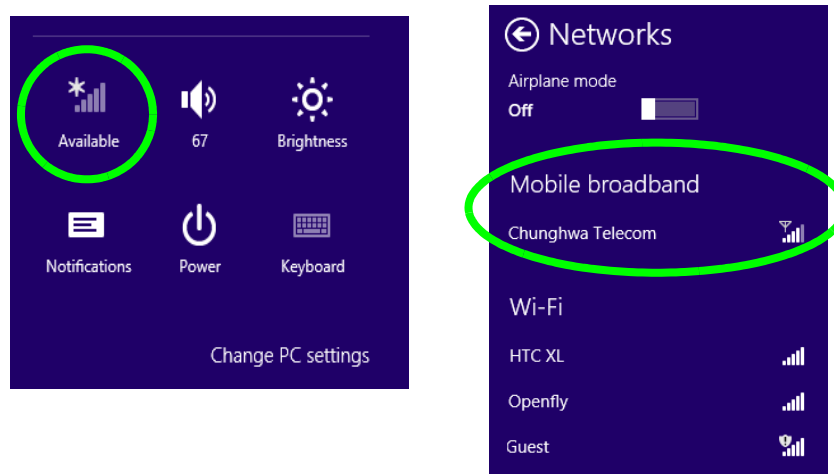 Available
67
Brightness
Notifications
Power
Keyboard
Change PC settings
Networks
Airplane mode
Off
Mobile broadband
Chunghwa Telecom
Wi-Fi
HTC XL
Openfly
Guest